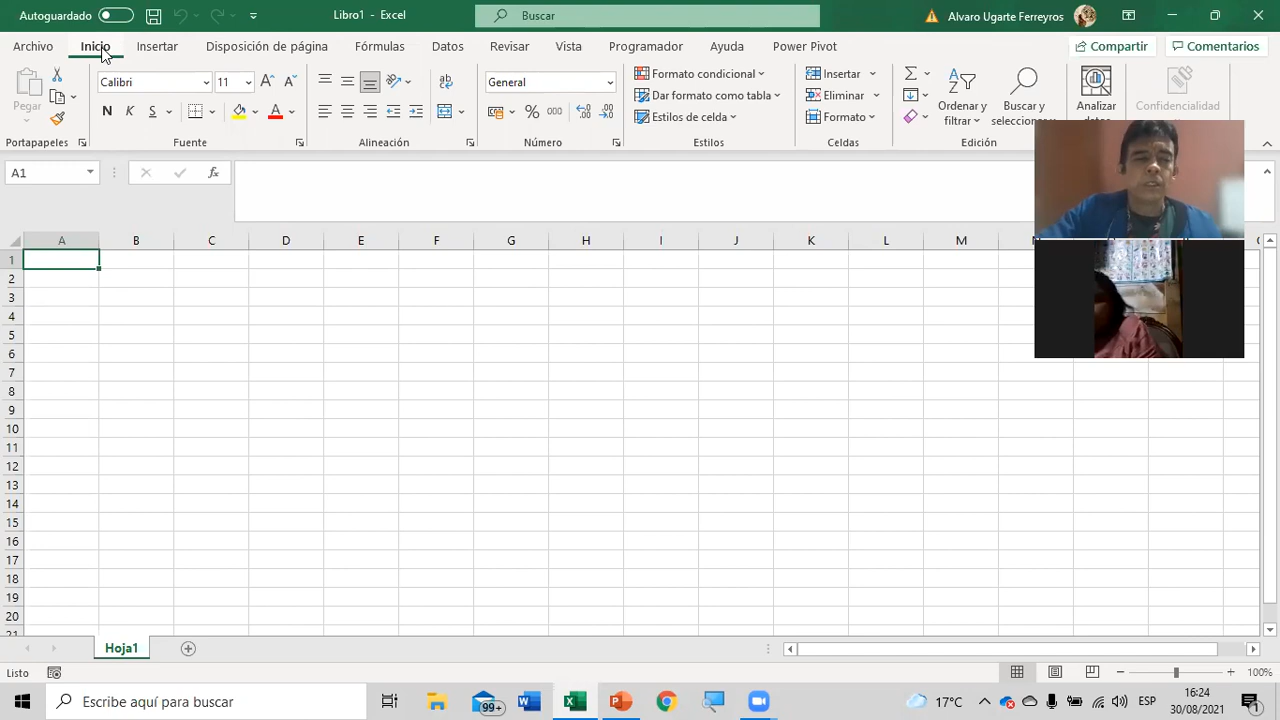 Autoguardado
Libro1 - Excel
Buscar
Alvaro Ugarte Ferreyros
Archivo Inicio Insertar Disposición de página Fórmulas Datos Revisar Vista Programador Ayuda Power Pivot
Compartir Comentarios
Pegar
Portapapeles
Calibri 11
N K S
Fuente
Alineación
General
% 000
Número
Formato condicional
Dar formato como tabla
Estilos de celda
Estilos
Insertar
Eliminar
Formato
Celdas
Ordenar y
filtrar
Buscar y
seleccionar
Edición
Analizar
datos
Confidencialidad
A1
fx
A B C D E F G H I J K L M
1
2
3
4
5
6
7
8
9
10
11
12
13
14
15
16
17
18
19
20
21
Hoja1
Listo
100%
Escribe aquí para buscar
99+
17°C
ESP
16:24
30/08/2021
1